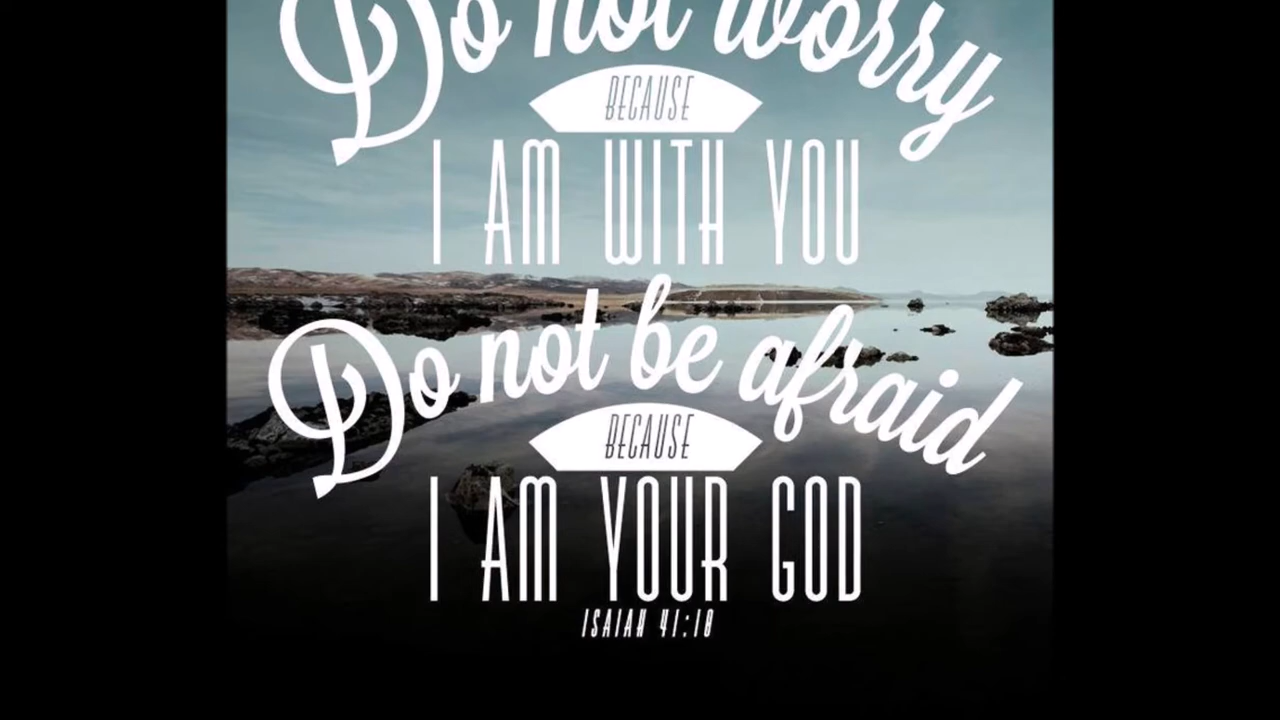 Do not worry
BECAUSE
I AM WITH YOU
Do not be afraid
BECAUSE
I AM YOUR GOD
ISAIAH 41:10